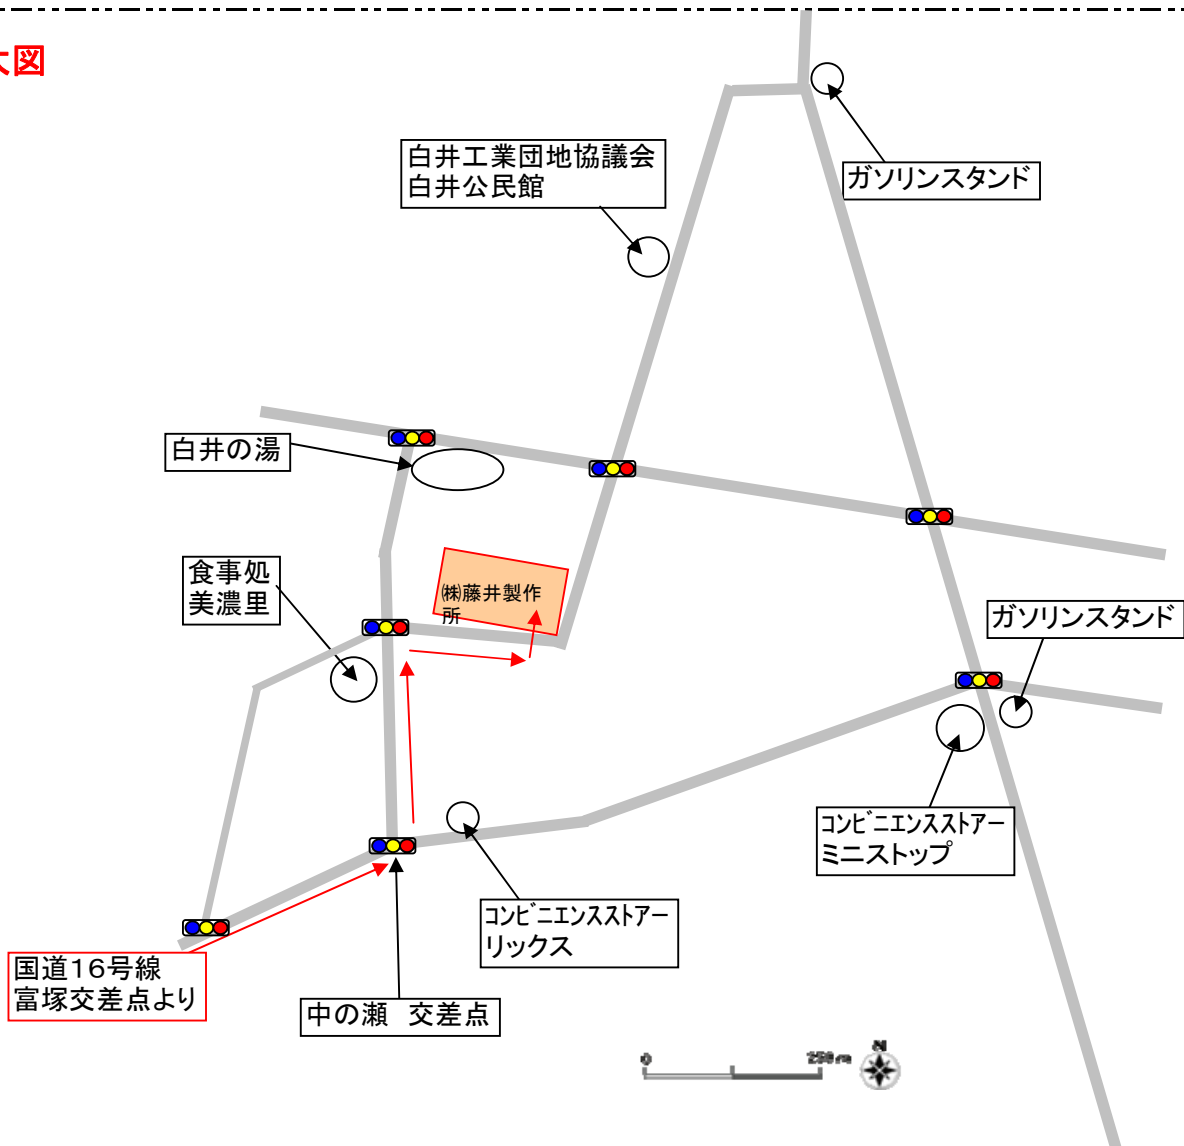 大図
白井工業団地協議会
白井公民館
ガソリンスタンド
白井の湯
食事処
美濃里
㈱藤井製作
所
ガソリンスタンド
コンビニエンスストアー
ミニストップ
コンビニエンスストアー
リックス
国道16号線
富塚交差点より
中の瀬 交差点
0 250m N